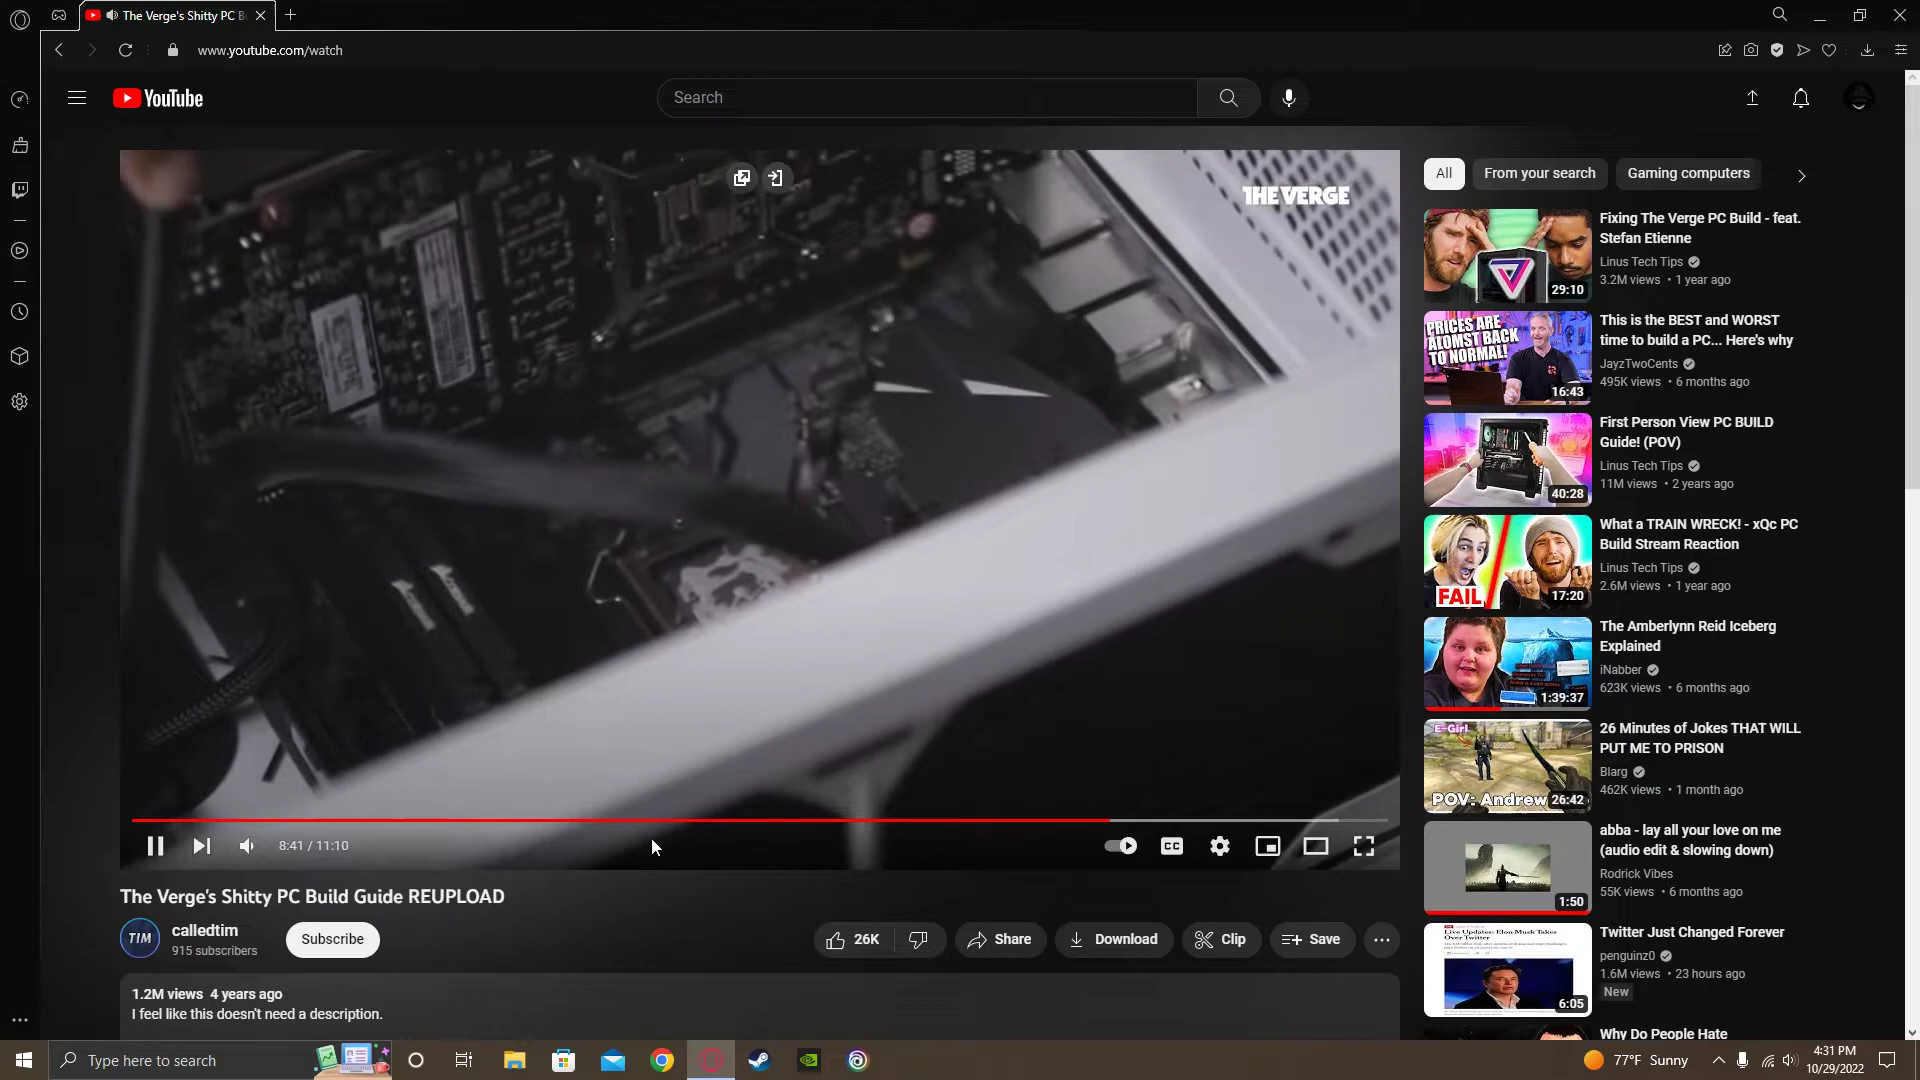 The Verge's Shitty PC B
www.youtube.com/watch
YouTube
Search
THE VERGE
8:41 / 11:10
CC
The Verge's Shitty PC Build Guide REUPLOAD
TIM
calledtim
915 subscribers
Subscribe
26K
Share
Download
Clip
Save
1.2M views 4 years ago
I feel like this doesn't need a description.
All
From your search
Gaming computers
29:10
Fixing The Verge PC Build - feat.
Stefan Etienne
Linus Tech Tips
3.2M views • 1 year ago
PRICES ARE
ALOMST BACK
TO NORMAL!
16:43
This is the BEST and WORST
time to build a PC... Here's why
JayzTwoCents
495K views • 6 months ago
40:28
First Person View PC BUILD
Guide! (POV)
Linus Tech Tips
11M views • 2 years ago
FAIL
17:20
What a TRAIN WRECK! - xQc PC
Build Stream Reaction
Linus Tech Tips
2.6M views • 1 year ago
1:39:37
The Amberlynn Reid Iceberg
Explained
iNabber
623K views • 6 months ago
E-Girl
POV: Andrew
26:42
26 Minutes of Jokes THAT WILL
PUT ME TO PRISON
Blarg
462K views • 1 month ago
1:50
abba - lay all your love on me
(audio edit & slowing down)
Rodrick Vibes
55K views • 6 months ago
Live Updates: Elon Musk Takes
Over Twitter
6:05
Twitter Just Changed Forever
penguinz0
1.6M views • 23 hours ago
New
Why Do People Hate
Type here to search
77°F Sunny
4:31 PM
10/29/2022